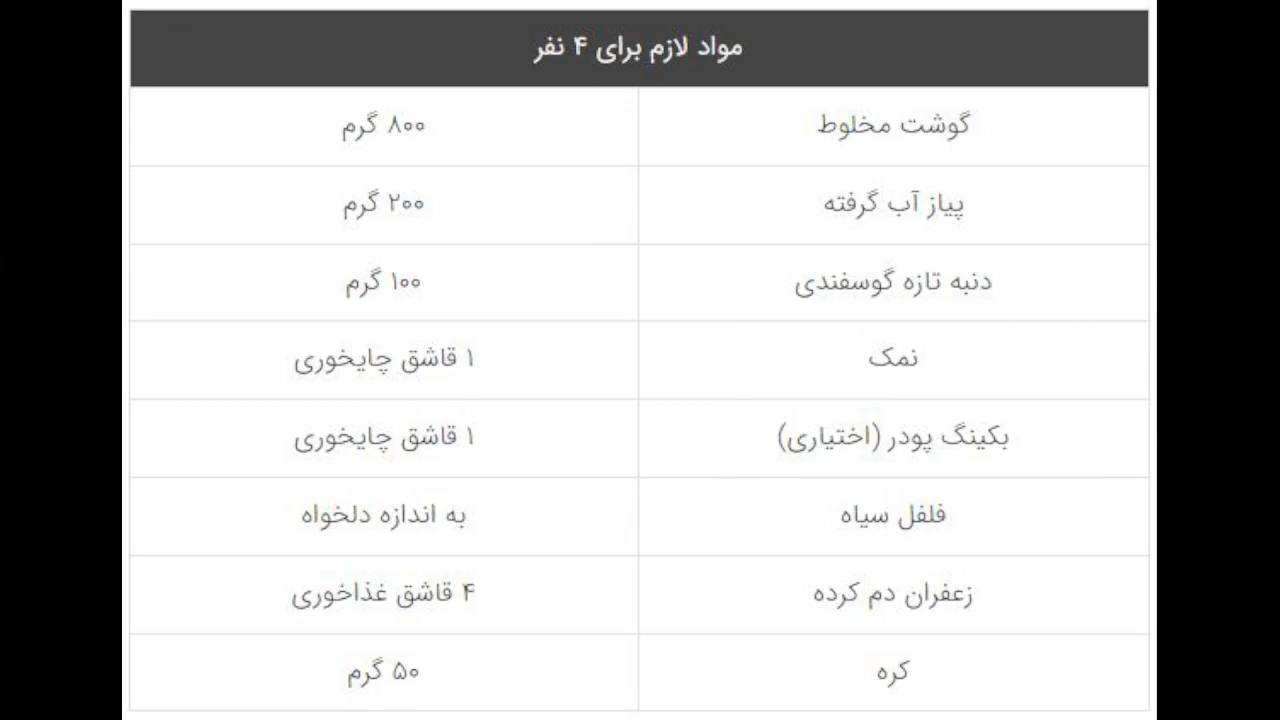 مواد لازم برای ۴ نفر
گوشت مخلوط ۸۰۰ گرم
پیاز آب گرفته ۲۰۰ گرم
دنبه تازه گوسفندی ۱۰۰ گرم
نمک ۱ قاشق چایخوری
بکینگ پودر (اختیاری) ۱ قاشق چایخوری
فلفل سیاه به اندازه دلخواه
زعفران دم کرده ۴ قاشق غذاخوری
کره ۵۰ گرم